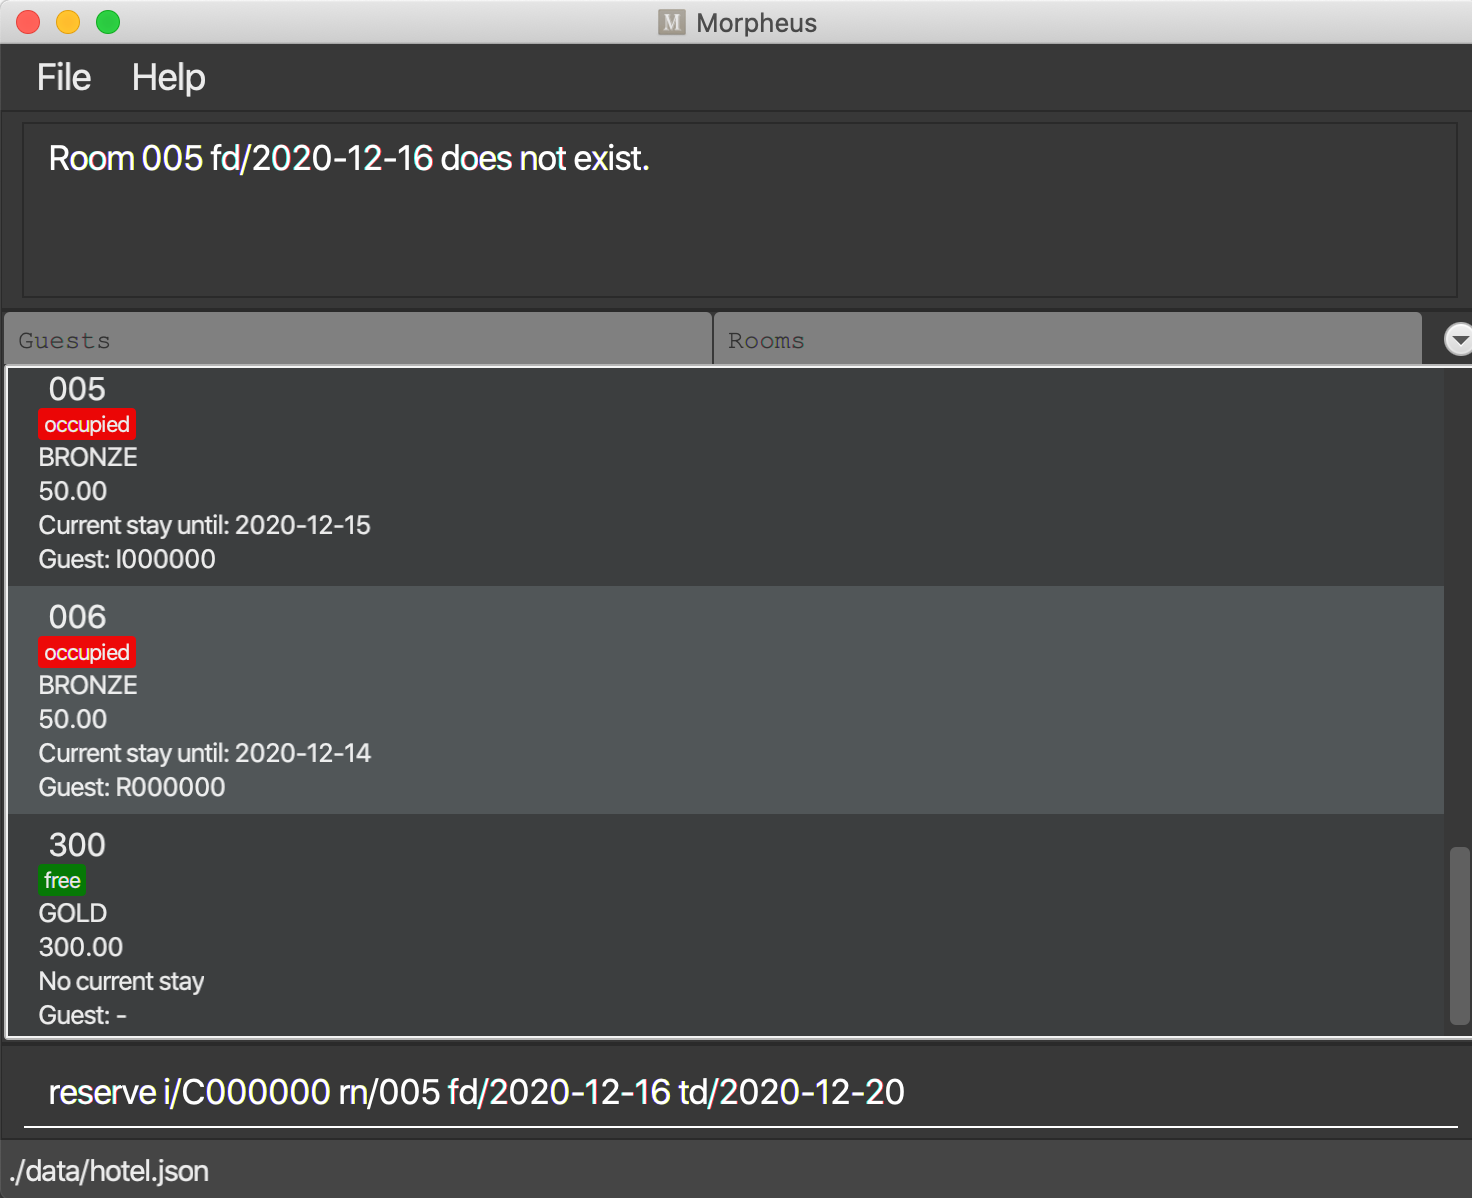 M Morpheus
File Help
Room 005 fd/2020-12-16 does not exist.
Guests Rooms
005
occupied
BRONZE
50.00
Current stay until: 2020-12-15
Guest: I000000
006
occupied
BRONZE
50.00
Current stay until: 2020-12-14
Guest: R000000
300
free
GOLD
300.00
No current stay
Guest: -
reserve i/C000000 rn/005 fd/2020-12-16 td/2020-12-20
./data/hotel.json